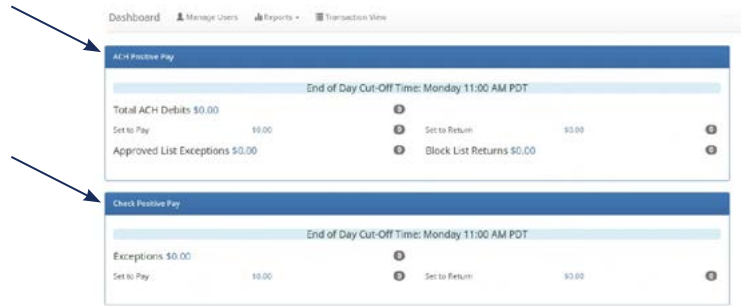 Dashboard Manage Users Reports Transaction View
ACH Positive Pay
End of Day Cut-Off Time: Monday 11:00 AM PDT
Total ACH Debits $0.00 0
Set to Pay $0.00 0 Set to Return $0.00 0
Approved List Exceptions $0.00 0 Block List Returns $0.00 0
Check Positive Pay
End of Day Cut-Off Time: Monday 11:00 AM PDT
Exceptions $0.00 0
Set to Pay $0.00 0 Set to Return $0.00 0